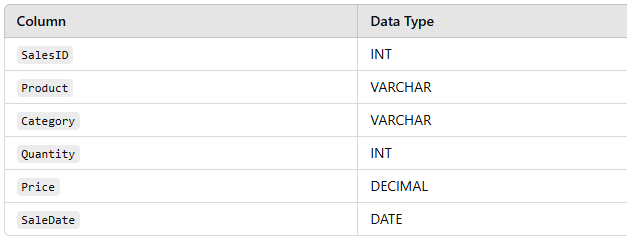 Column Data Type
SalesID INT
Product VARCHAR
Category VARCHAR
Quantity INT
Price DECIMAL
SaleDate DATE